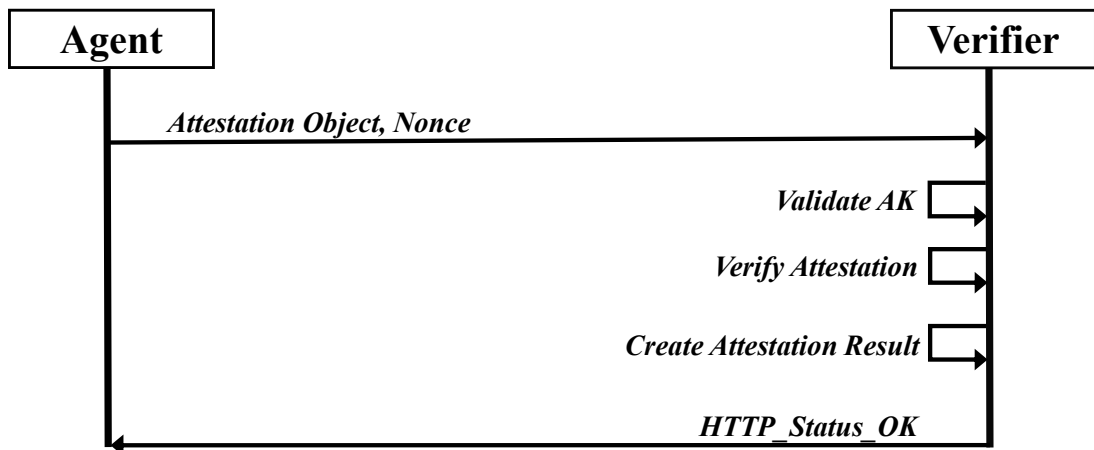 Agent
Verifier
Attestation Object, Nonce
Validate AK
Verify Attestation
Create Attestation Result
HTTP_Status_OK